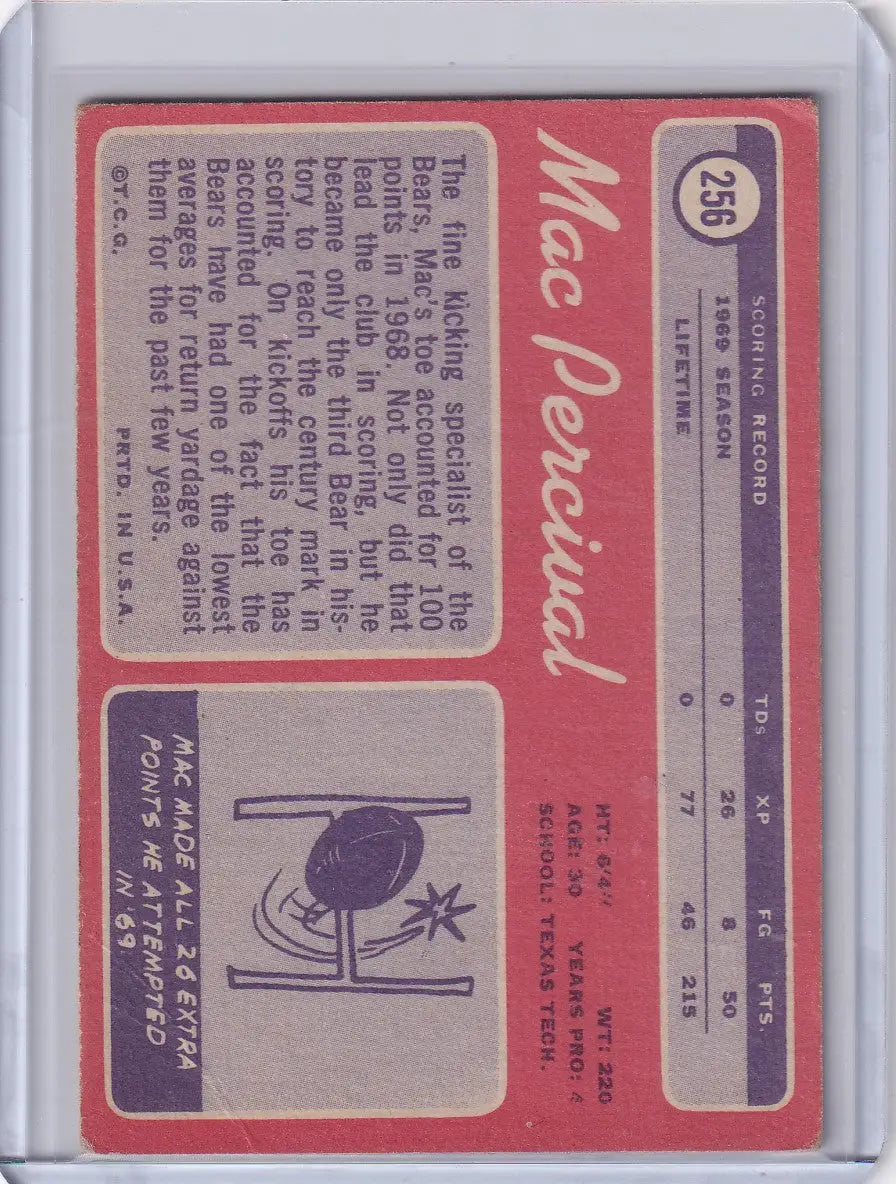 256
SCORING RECORD TDs XP FG PTS.
1969 SEASON 0 26 8 50
LIFETIME 0 77 46 215
Mac Percival
HT: 6'4" WT: 220
AGE: 30 YEARS PRO: 4
SCHOOL: TEXAS TECH.
The fine kicking specialist of the
Bears, Mac's toe accounted for 100
points in 1968. Not only did that
lead the club in scoring, but he
became only the third Bear in his-
tory to reach the century mark in
scoring. On kickoffs his toe has
accounted for the fact that the
Bears have had one of the lowest
averages for return yardage against
them for the past few years.
©T.C.G. PRTD. IN U.S.A.
MAC MADE ALL 26 EXTRA
POINTS HE ATTEMPTED
IN '69.